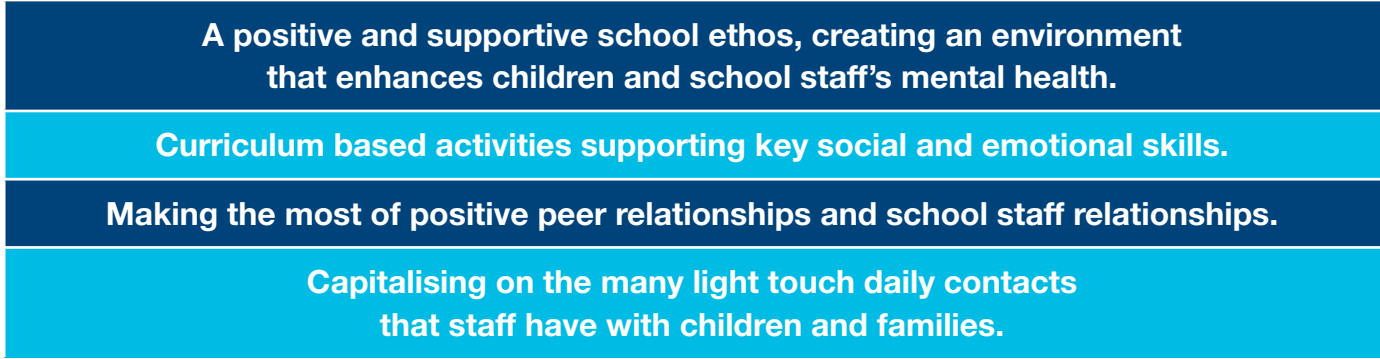 A positive and supportive school ethos, creating an environment
that enhances children and school staff's mental health.
Curriculum based activities supporting key social and emotional skills.
Making the most of positive peer relationships and school staff relationships.
Capitalising on the many light touch daily contacts
that staff have with children and families.